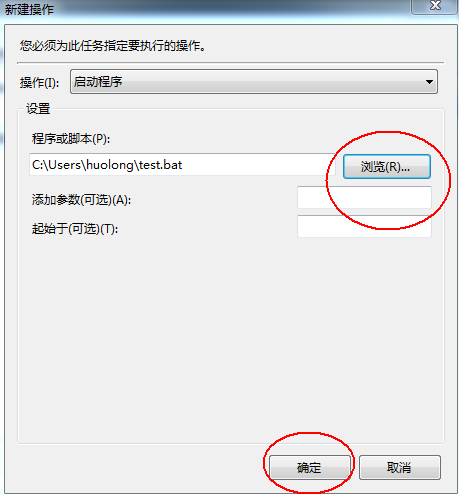 新建操作
您必须为此任务指定要执行的操作。
操作(I): 启动程序
设置
程序或脚本(P):
C:\Users\huolong\test.bat 浏览(R)...
添加参数(可选)(A):
起始于(可选)(T):
确定 取消